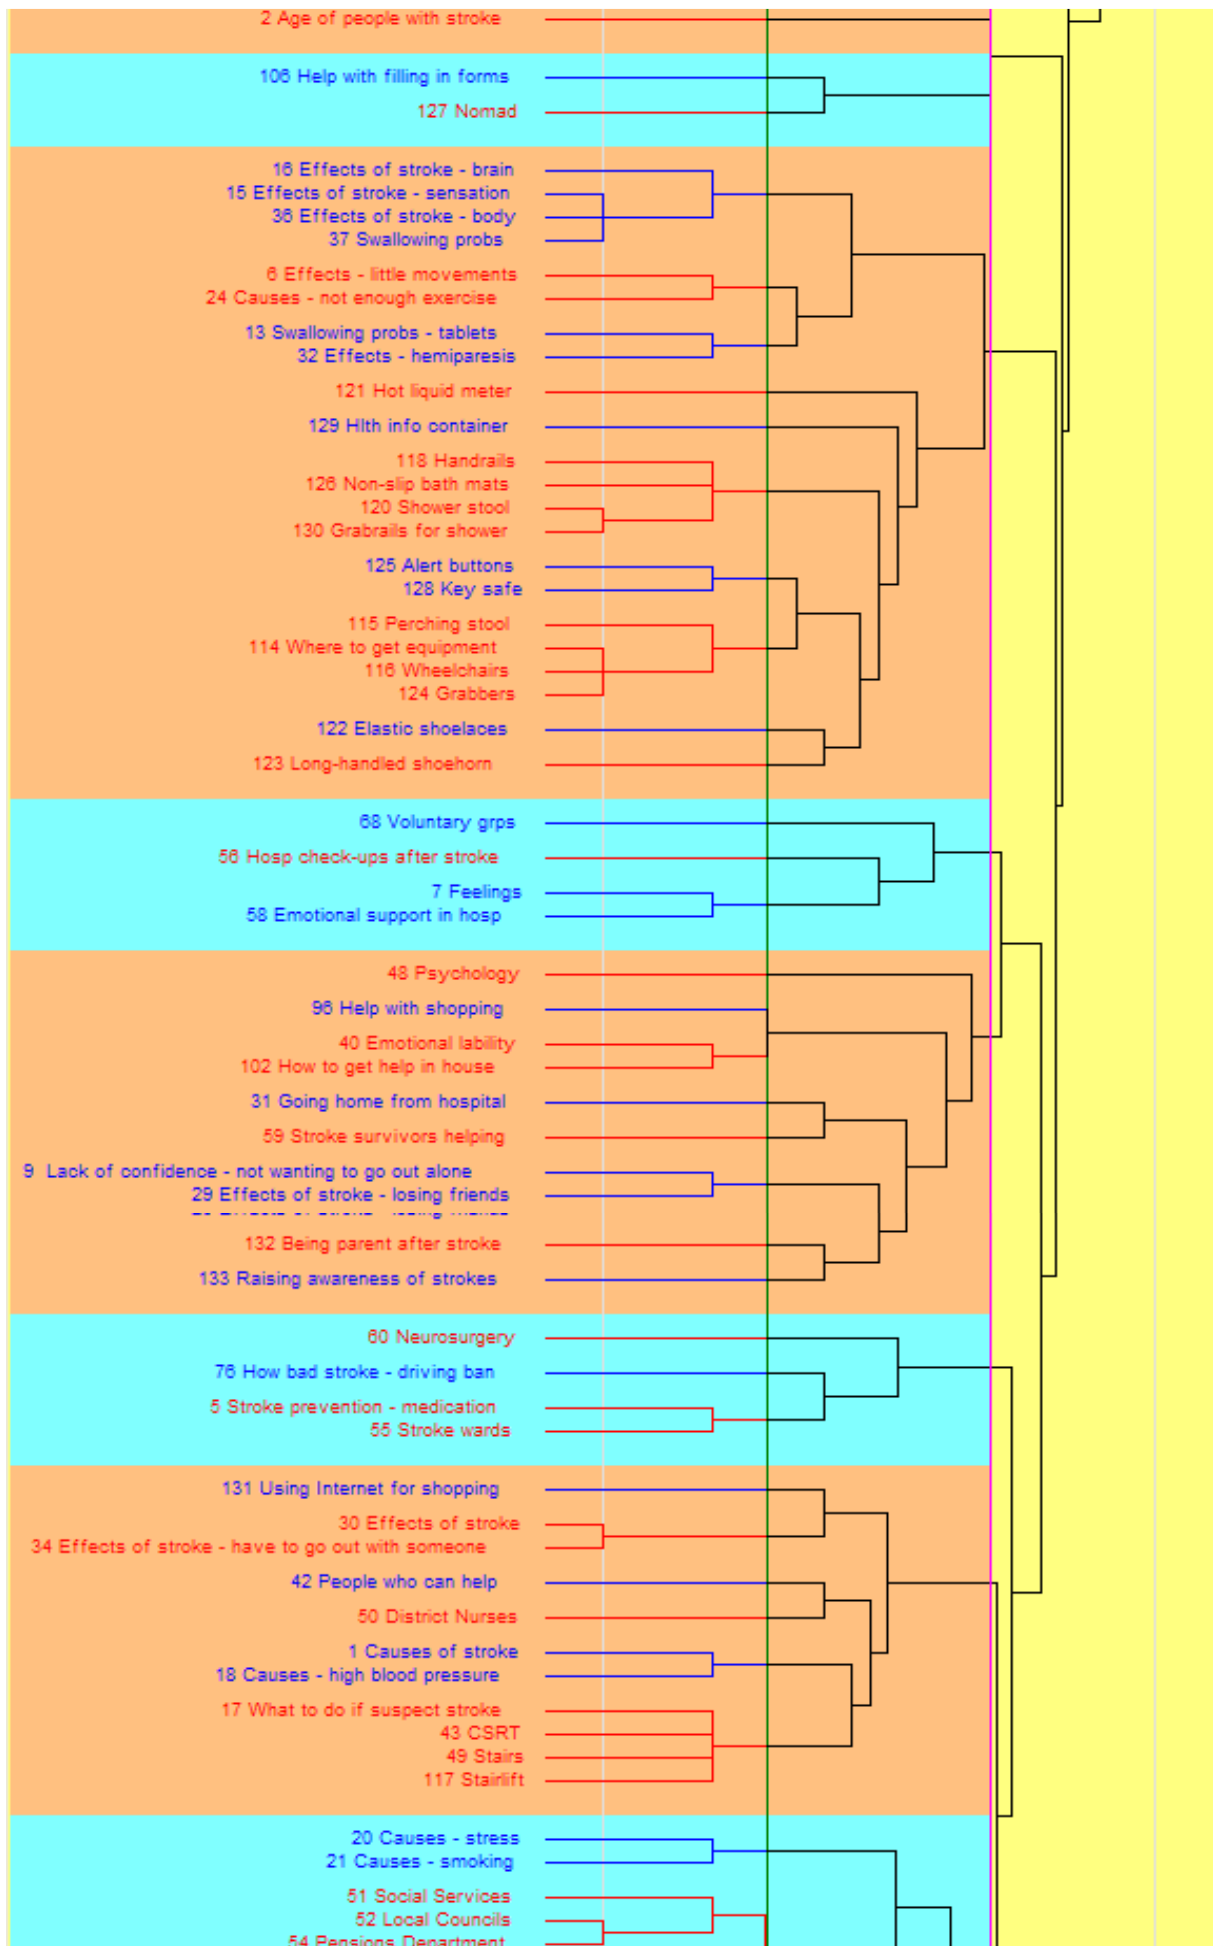 2 Age of people with stroke
106 Help with filling in forms
127 Nomad
16 Effects of stroke - brain
15 Effects of stroke - sensation
36 Effects of stroke - body
37 Swallowing probs
6 Effects - little movements
24 Causes - not enough exercise
13 Swallowing probs - tablets
32 Effects - hemiparesis
121 Hot liquid meter
129 Hlth info container
118 Handrails
126 Non-slip bath mats
120 Shower stool
130 Grabrails for shower
125 Alert buttons
128 Key safe
115 Perching stool
114 Where to get equipment
116 Wheelchairs
124 Grabbers
122 Elastic shoelaces
123 Long-handled shoehorn
68 Voluntary grps
56 Hosp check-ups after stroke
7 Feelings
58 Emotional support in hosp
48 Psychology
96 Help with shopping
40 Emotional lability
102 How to get help in house
31 Going home from hospital
59 Stroke survivors helping
9 Lack of confidence - not wanting to go out alone
29 Effects of stroke - losing friends
132 Being parent after stroke
133 Raising awareness of strokes
60 Neurosurgery
76 How bad stroke - driving ban
5 Stroke prevention - medication
55 Stroke wards
131 Using Internet for shopping
30 Effects of stroke
34 Effects of stroke - have to go out with someone
42 People who can help
50 District Nurses
1 Causes of stroke
18 Causes - high blood pressure
17 What to do if suspect stroke
43 CSRT
49 Stairs
117 Stairlift
20 Causes - stress
21 Causes - smoking
51 Social Services
52 Local Councils
54 Pensions Department